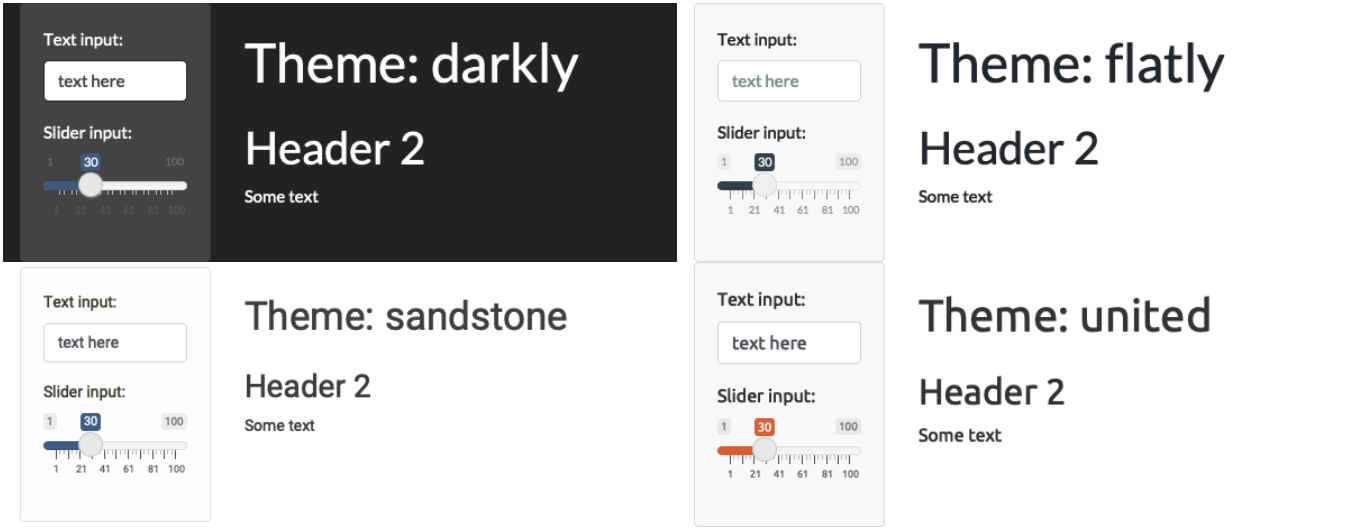 Text input:
text here
Slider input:
1 30 100
1 21 41 61 81 100
Theme: darkly
Header 2
Some text
Text input:
text here
Slider input:
1 30 100
1 21 41 61 81 100
Theme: flatly
Header 2
Some text
Text input:
text here
Slider input:
1 30 100
1 21 41 61 81 100
Theme: sandstone
Header 2
Some text
Text input:
text here
Slider input:
1 30 100
1 21 41 61 81 100
Theme: united
Header 2
Some text